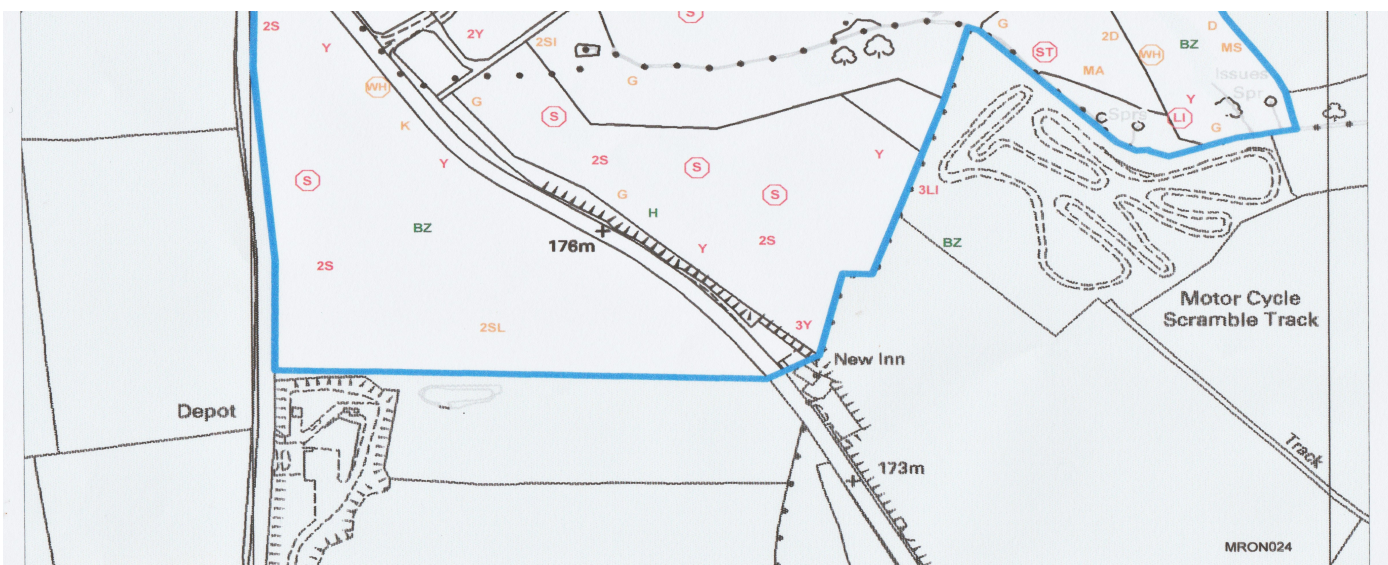 2S
Y
2Y
2SI
S
G
2D
BZ
D
MS
ST
WH
MA
Issues
Spr
WH
G
G
Y
K
S
Sprs
LI
G
Y
2S
S
Y
S
G
S
3LI
H
BZ
176m
Y
2S
BZ
2S
Motor Cycle
Scramble Track
2SL
3Y
New Inn
Depot
173m
Track
MRON024